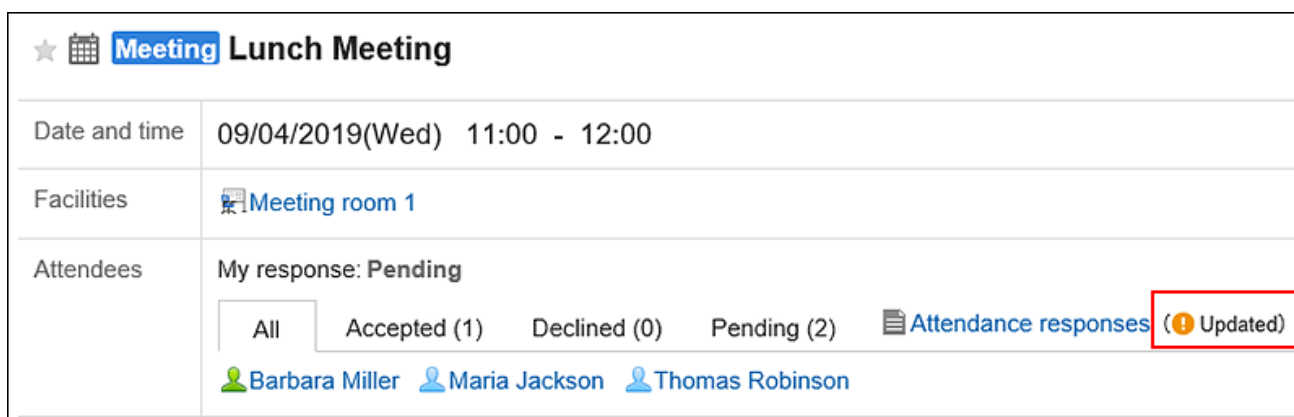 Meeting Lunch Meeting
Date and time 09/04/2019(Wed) 11:00 - 12:00
Facilities Meeting room 1
Attendees My response: Pending
All Accepted (1) Declined (0) Pending (2) Attendance responses (! Updated)
Barbara Miller Maria Jackson Thomas Robinson